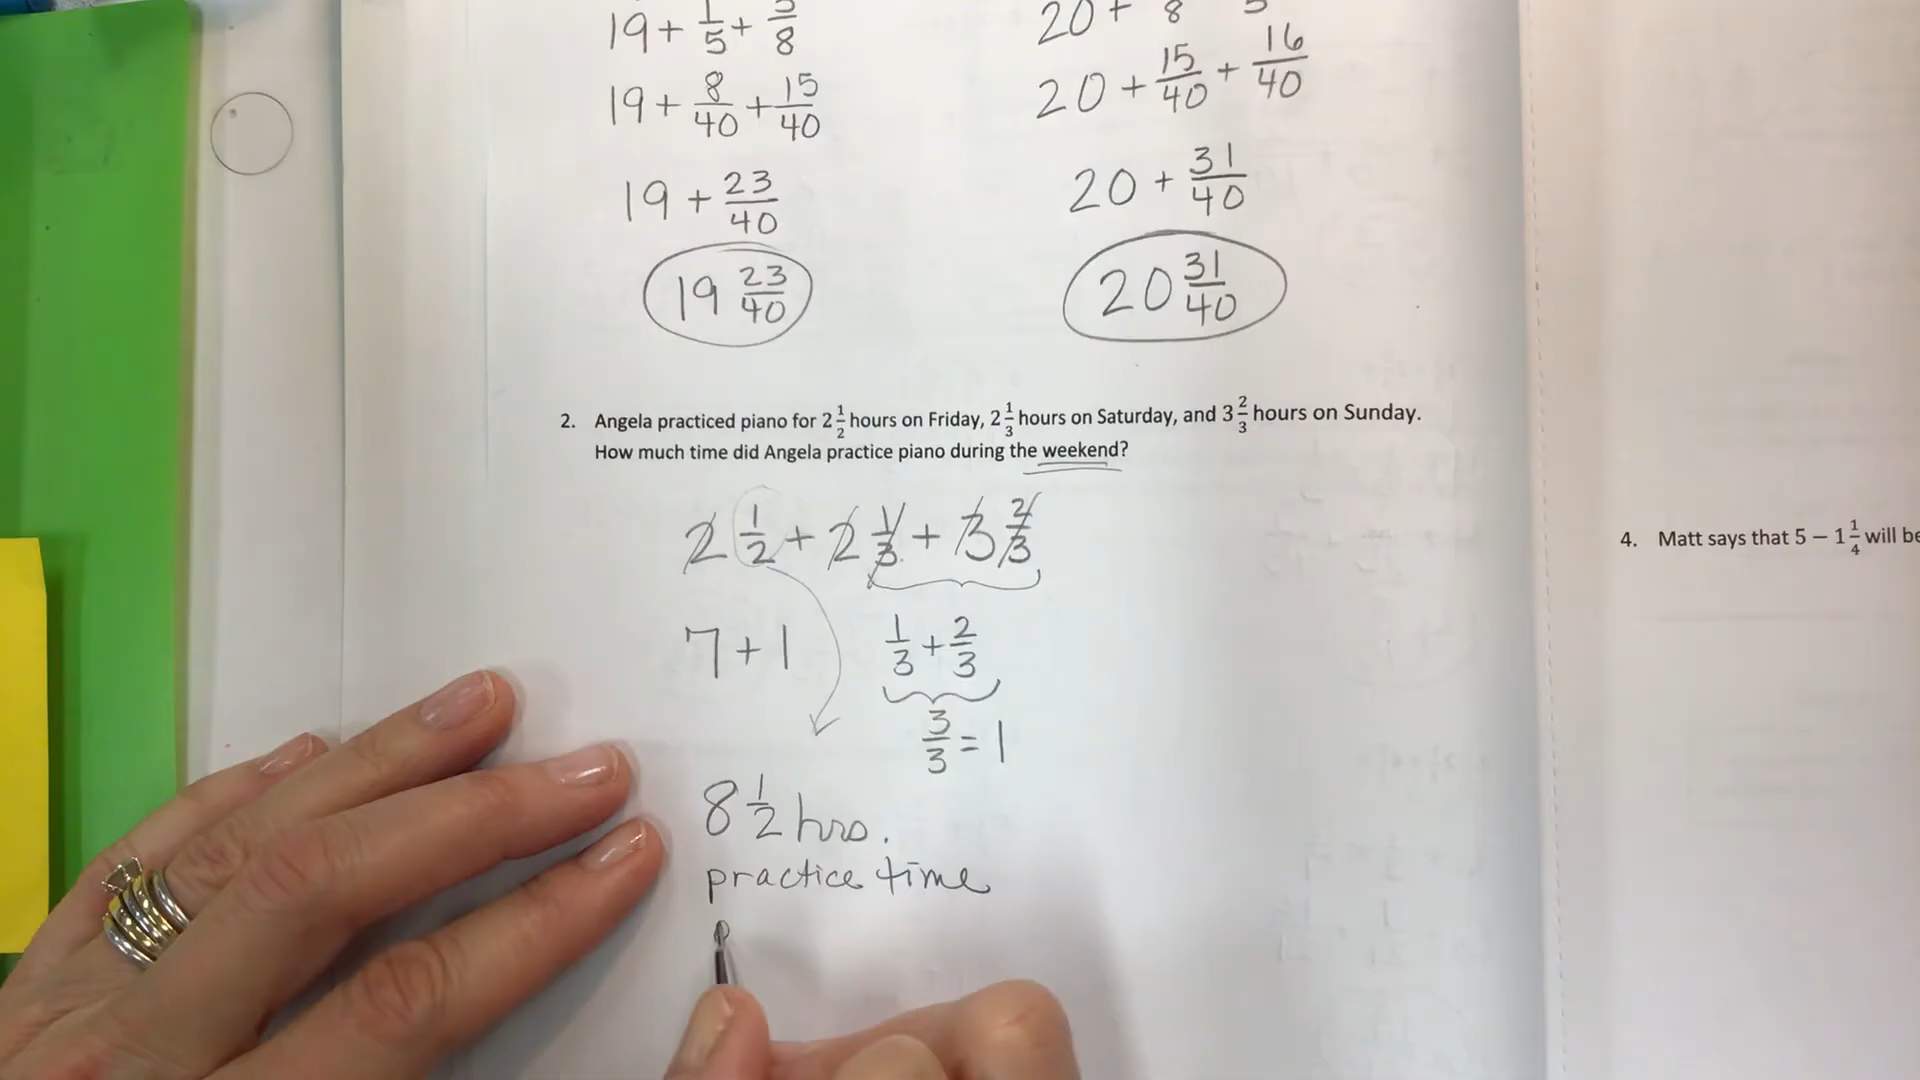 19 + 1/5 + 3/8
19 + 8/40 + 15/40
19 + 23/40
19 23/40
20 + 8 5
20 + 15/40 + 16/40
20 + 31/40
20 31/40
2. Angela practiced piano for 2 1/2 hours on Friday, 2 1/3 hours on Saturday, and 3 2/3 hours on Sunday.
How much time did Angela practice piano during the weekend?
2 1/2 + 2 1/3 + 3 2/3
7 + 1
1/3 + 2/3
3/3 = 1
8 1/2 hrs.
practice time
4. Matt says that 5 − 1 1/4 will be